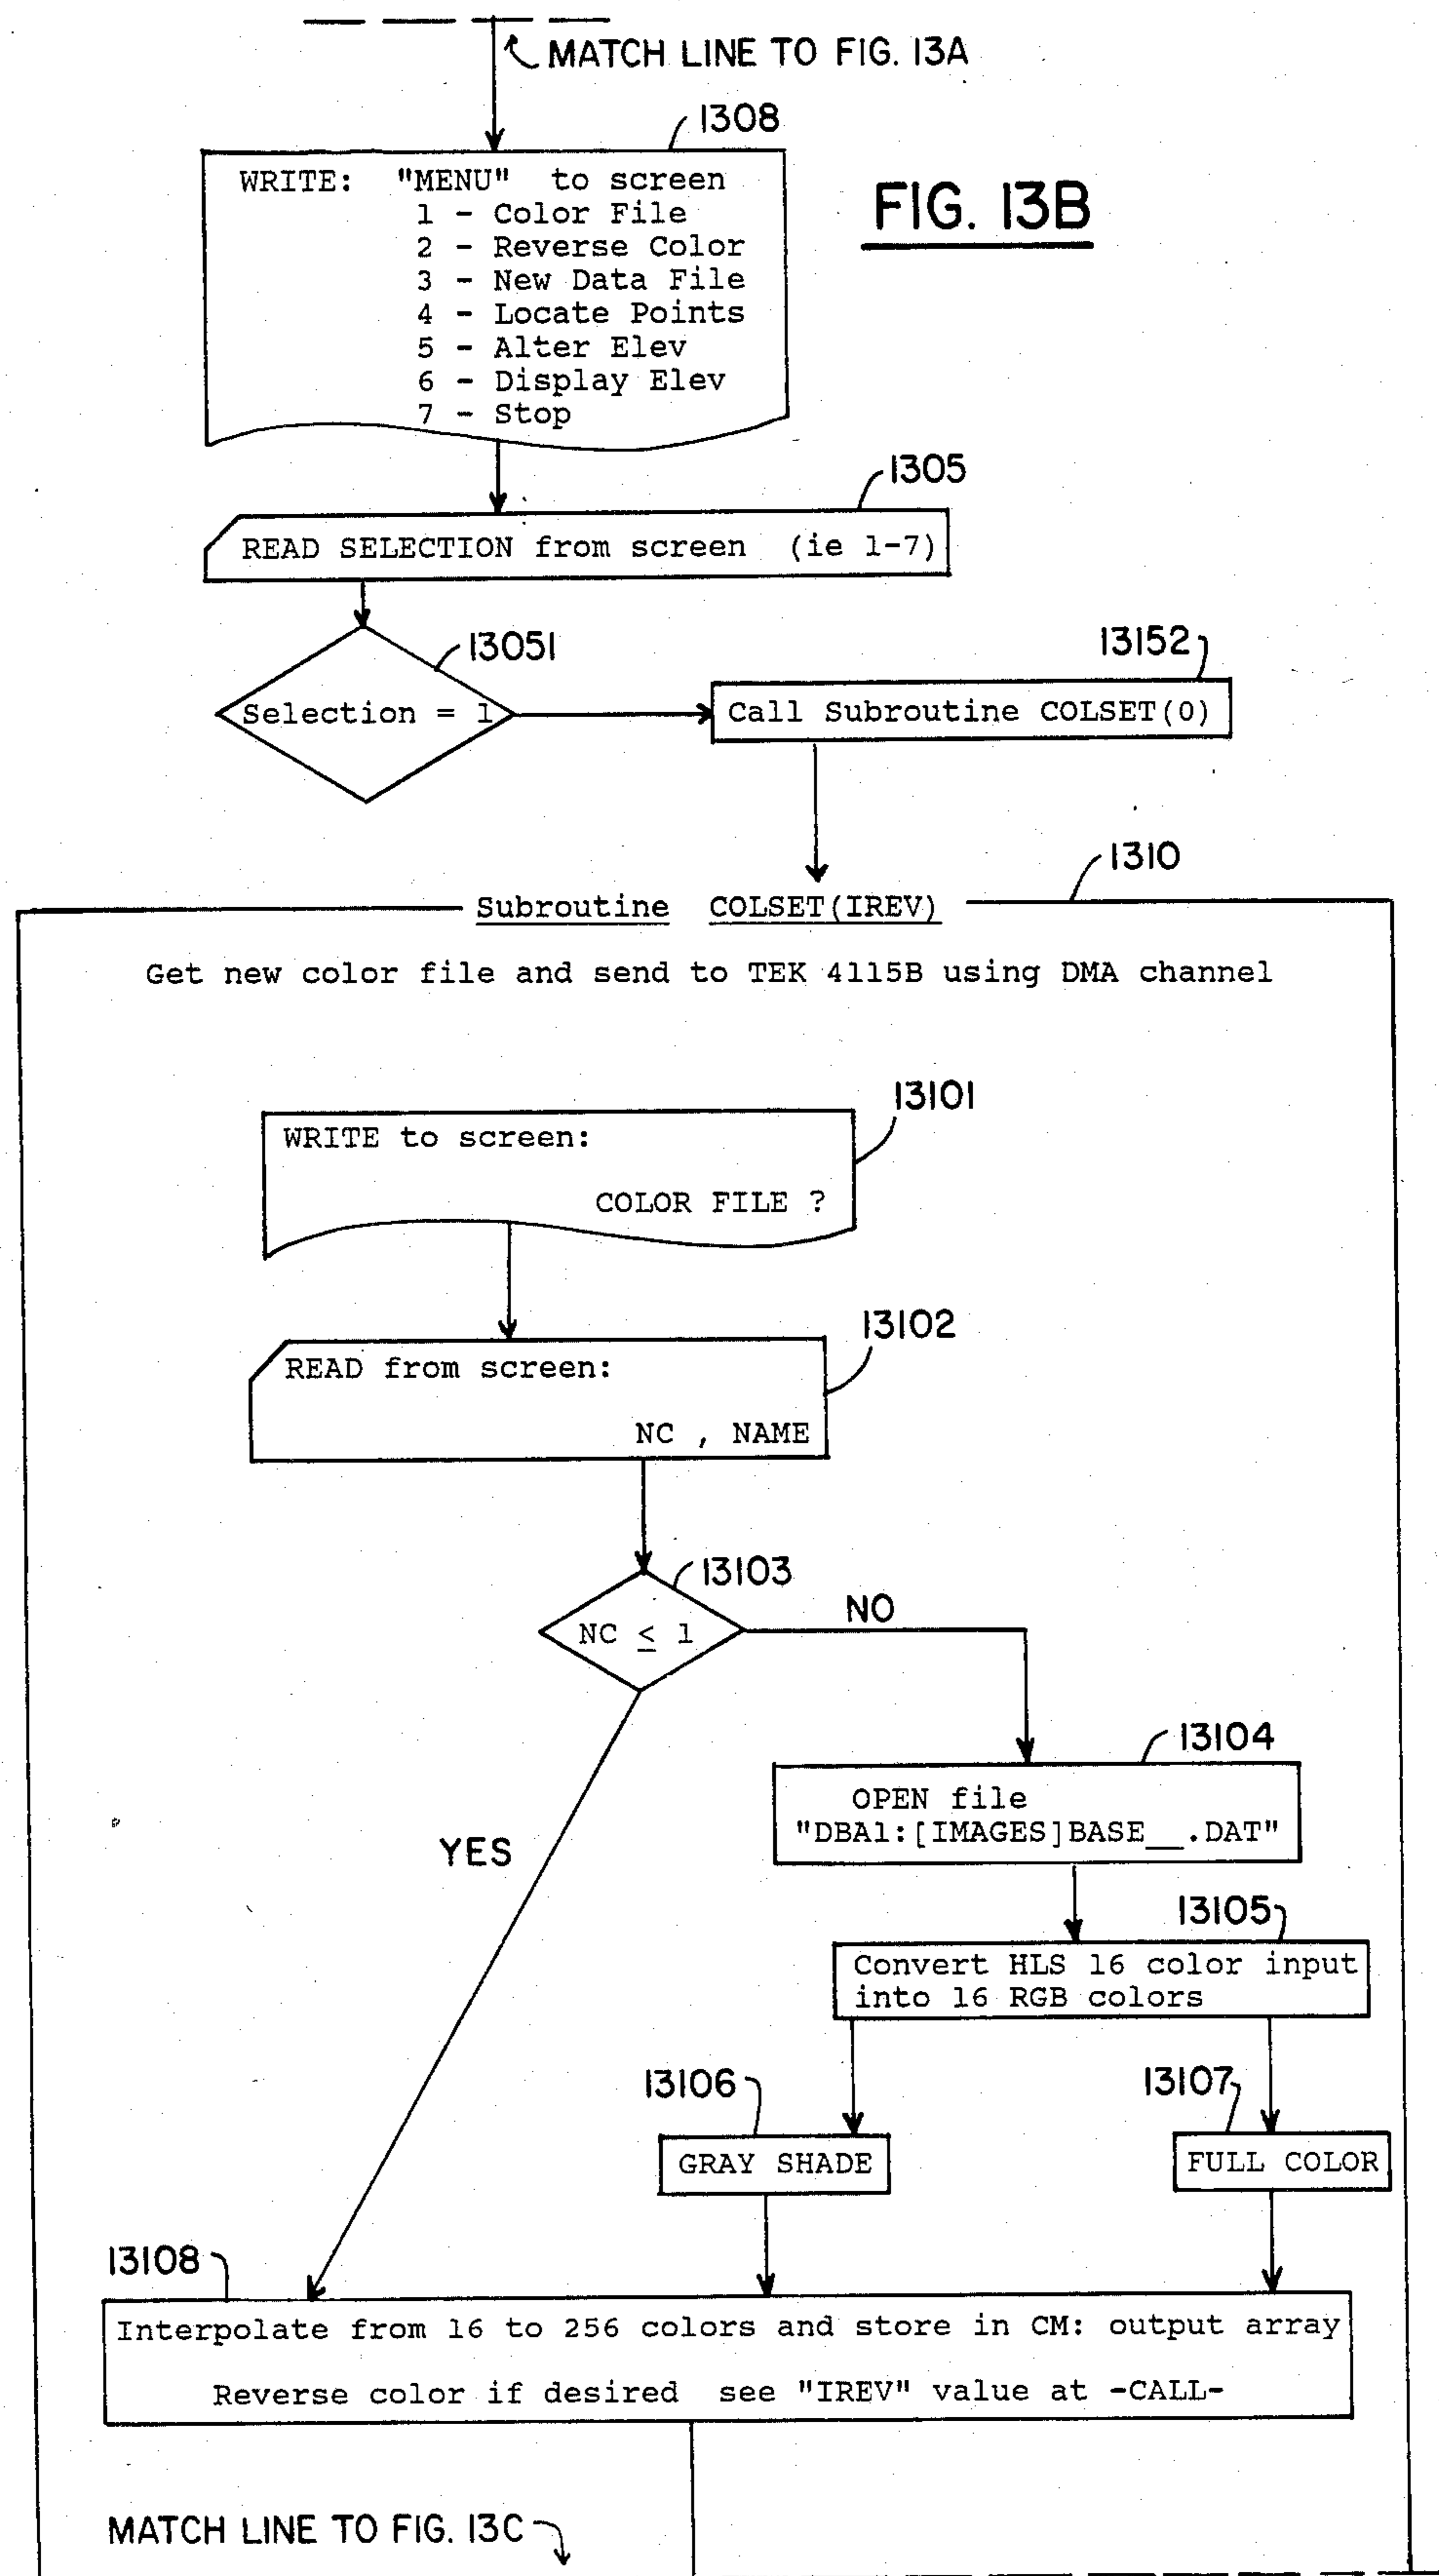 MATCH LINE TO FIG. 13A
1308
FIG. 13B
WRITE: "MENU" to screen
1 - Color File
2 - Reverse Color
3 - New Data File
4 - Locate Points
5 - Alter Elev
6 - Display Elev
7 - Stop
1305
READ SELECTION from screen (ie 1-7)
13051
Selection = 1
13152
Call Subroutine COLSET(0)
1310
Subroutine COLSET(IREV)
Get new color file and send to TEK 4115B using DMA channel
13101
WRITE to screen:
COLOR FILE ?
13102
READ from screen:
NC , NAME
13103
NC ≤ 1
NO
YES
13104
OPEN file
"DBA1:[IMAGES]BASE__.DAT"
13105
Convert HLS 16 color input
into 16 RGB colors
13106
GRAY SHADE
13107
FULL COLOR
13108
Interpolate from 16 to 256 colors and store in CM: output array
Reverse color if desired see "IREV" value at -CALL-
MATCH LINE TO FIG. 13C